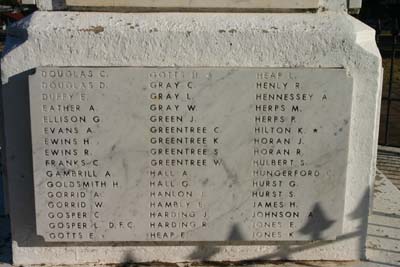 DOUGLAS C.
DOUGLAS D.
DUFFY E.
EATHER A.
ELLISON G.
EVANS A.
EWINS H.
EWINS R.
FRANKS C.
GAMBRILL A.
GOLDSMITH H.
GORRID A.
GORRID W.
GOSPER C.
GOSPER L. D.F.C.
GOTTS E.
GOTTS H.
GRAY C.
GRAY L.
GRAY W.
GREEN J.
GREENTREE C.
GREENTREE K.
GREENTREE S.
GREENTREE W.
HALL A.
HALL G.
HANLON J.
HAMBLY L.
HARDING J.
HARDING R.
HEAP E.
HEAP L.
HENLY R.
HENNESSEY A.
HERPS M.
HERPS P.
HILTON K. *
HORAN J.
HORAN R.
HULBERT S.
HUNGERFORD C.
HURST G.
HURST S.
JAMES H.
JOHNSON A.
JONES E.
JONES K.